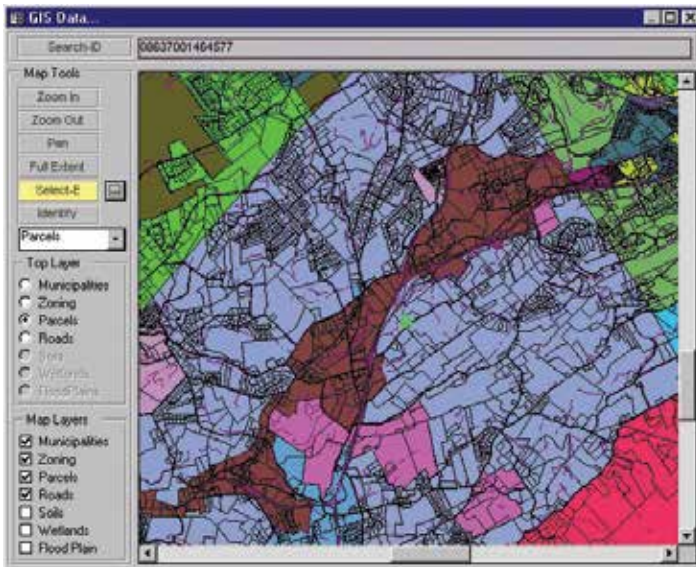 GIS Data...
Search-ID
08637001464577
Map Tools
Zoom In
Zoom Out
Pan
Full Extent
Select-E
...
Identify
Parcels
Top Layer
Municipalities
Zoning
Parcels
Roads
Soils
Wetlands
FloodPlains
Map Layers
Municipalities
Zoning
Parcels
Roads
Soils
Wetlands
Flood Plain